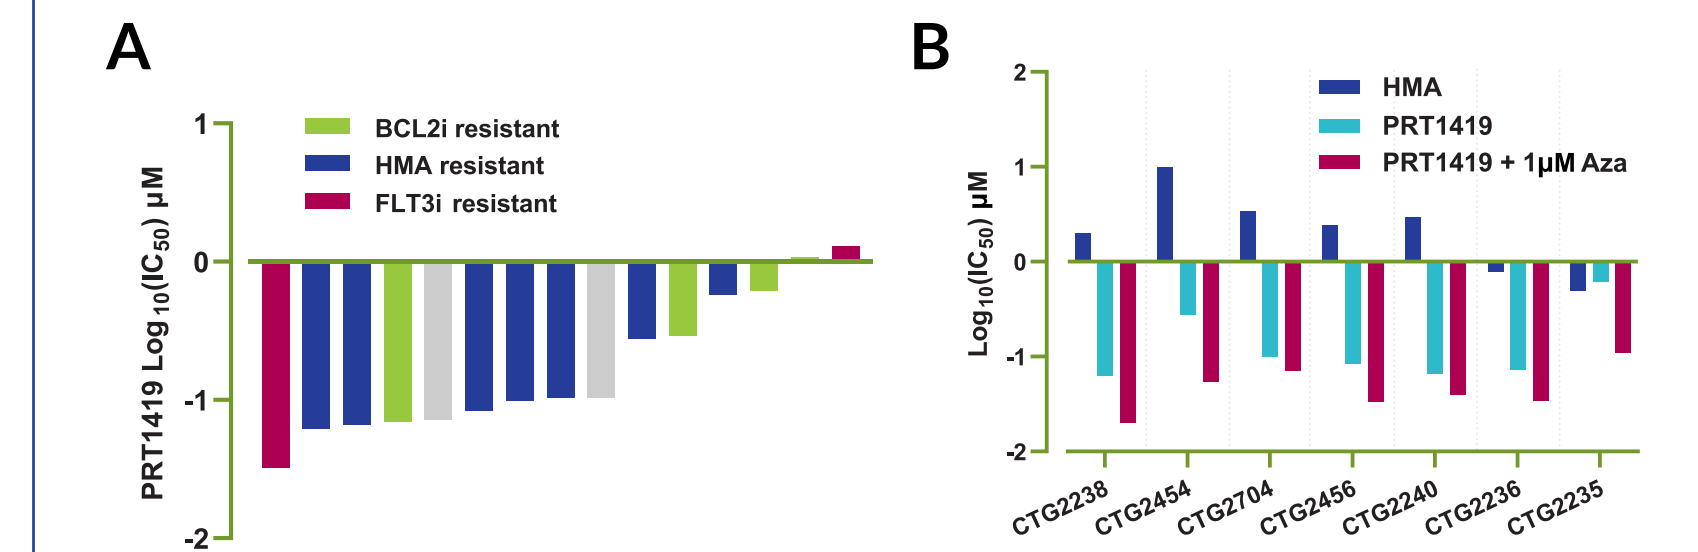 A
PRT1419 Log10(IC50) µM
1
0
-1
-2
BCL2i resistant
HMA resistant
FLT3i resistant
B
Log10(IC50) µM
2
1
0
-1
-2
HMA
PRT1419
PRT1419 + 1µM Aza
CTG2238
CTG2454
CTG2704
CTG2456
CTG2240
CTG2236
CTG2235